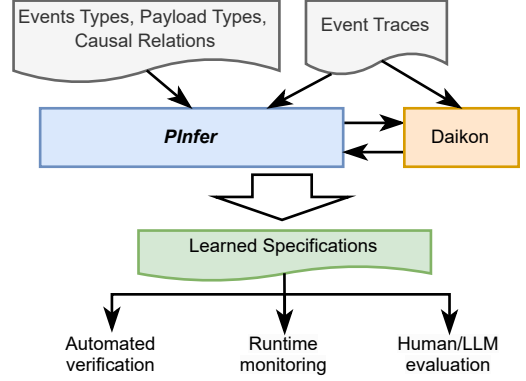 Events Types, Payload Types,
Causal Relations
Event Traces
PInfer
Daikon
Learned Specifications
Automated
verification
Runtime
monitoring
Human/LLM
evaluation